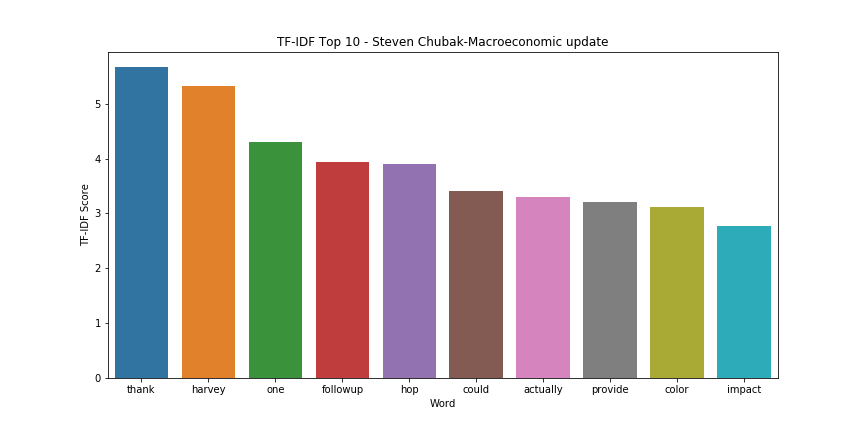 TF-IDF Top 10 - Steven Chubak-Macroeconomic update
TF-IDF Score
5
4
3
2
1
0
thank harvey one followup hop could actually provide color impact
Word